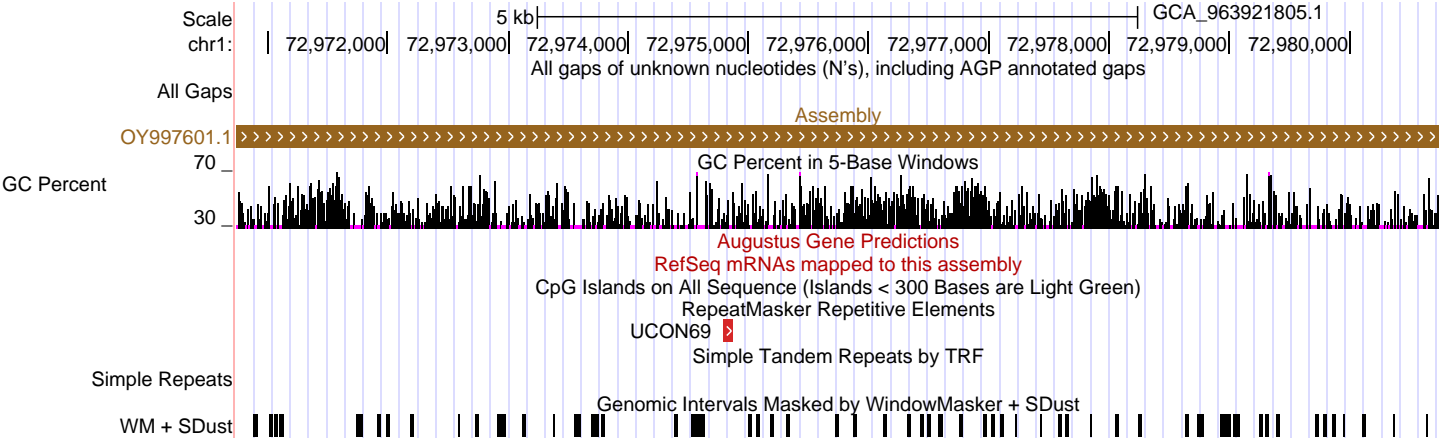 Scale 5 kb GCA_963921805.1
chr1: 72,972,000 72,973,000 72,974,000 72,975,000 72,976,000 72,977,000 72,978,000 72,979,000 72,980,000
All gaps of unknown nucleotides (N's), including AGP annotated gaps
All Gaps
Assembly
OY997601.1
GC Percent in 5-Base Windows
70
GC Percent
30
Augustus Gene Predictions
RefSeq mRNAs mapped to this assembly
CpG Islands on All Sequence (Islands < 300 Bases are Light Green)
RepeatMasker Repetitive Elements
UCON69
Simple Tandem Repeats by TRF
Simple Repeats
Genomic Intervals Masked by WindowMasker + SDust
WM + SDust